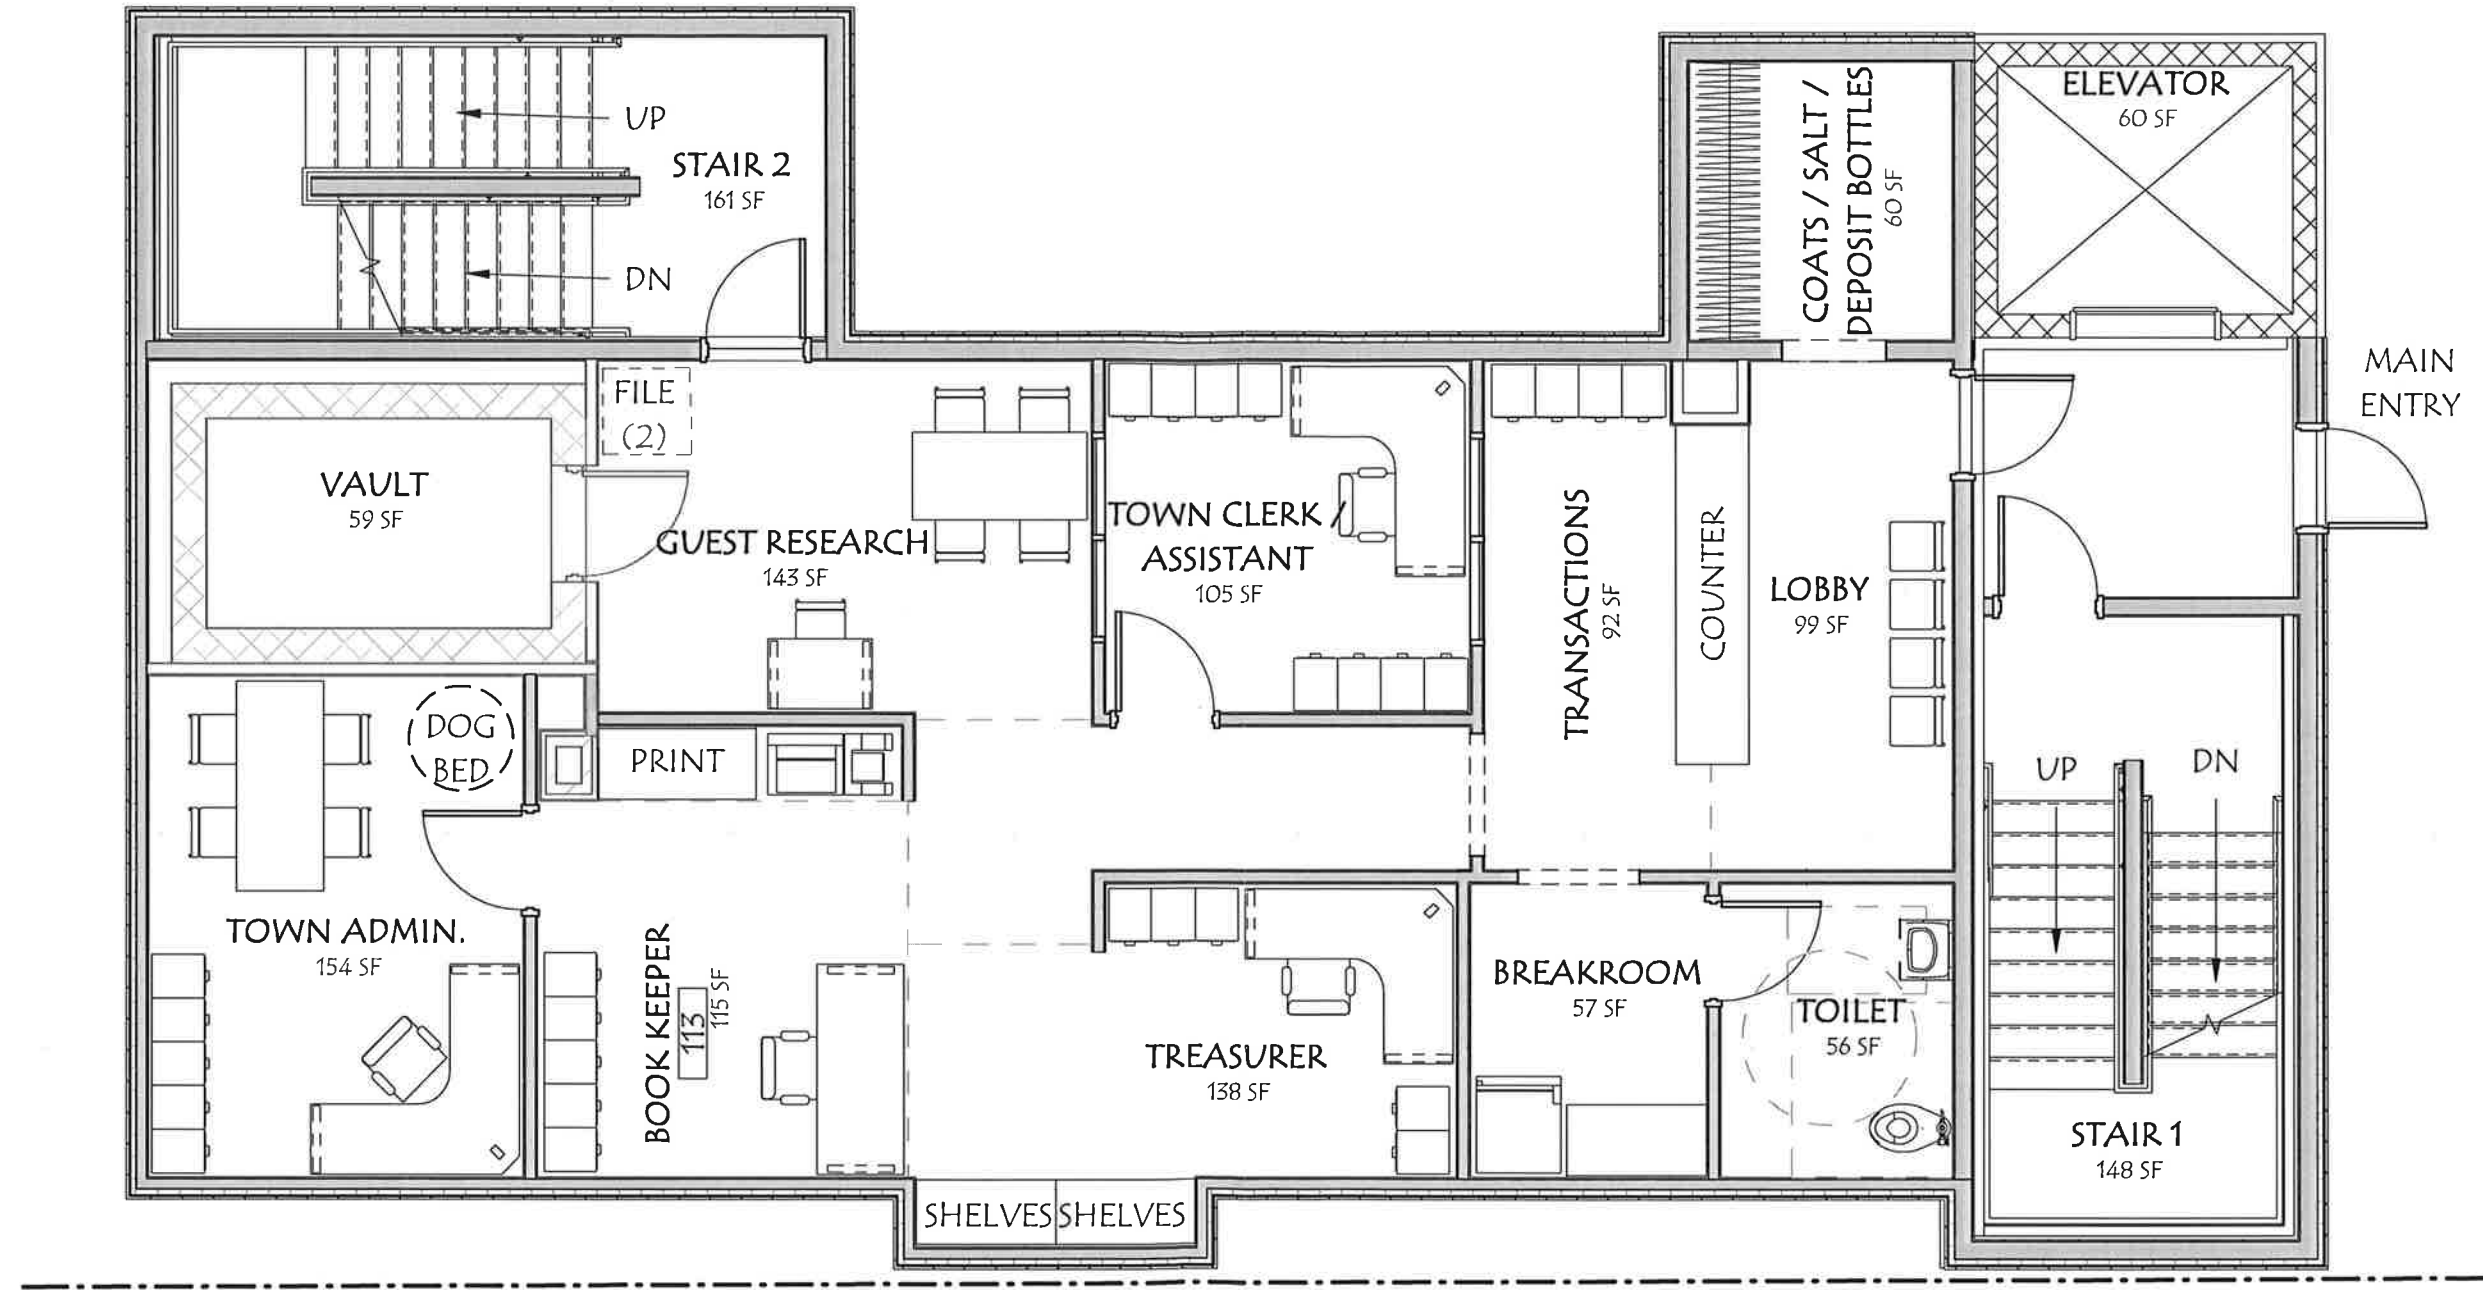 UP
STAIR 2
161 SF
DN
COATS / SALT /
DEPOSIT BOTTLES
60 SF
ELEVATOR
60 SF
MAIN
ENTRY
FILE
(2)
VAULT
59 SF
GUEST RESEARCH
143 SF
TOWN CLERK /
ASSISTANT
105 SF
TRANSACTIONS
92 SF
COUNTER
LOBBY
99 SF
DOG
BED
PRINT
UP
DN
TOWN ADMIN.
154 SF
BOOK KEEPER
113
115 SF
TREASURER
138 SF
BREAKROOM
57 SF
TOILET
56 SF
STAIR 1
148 SF
SHELVES
SHELVES